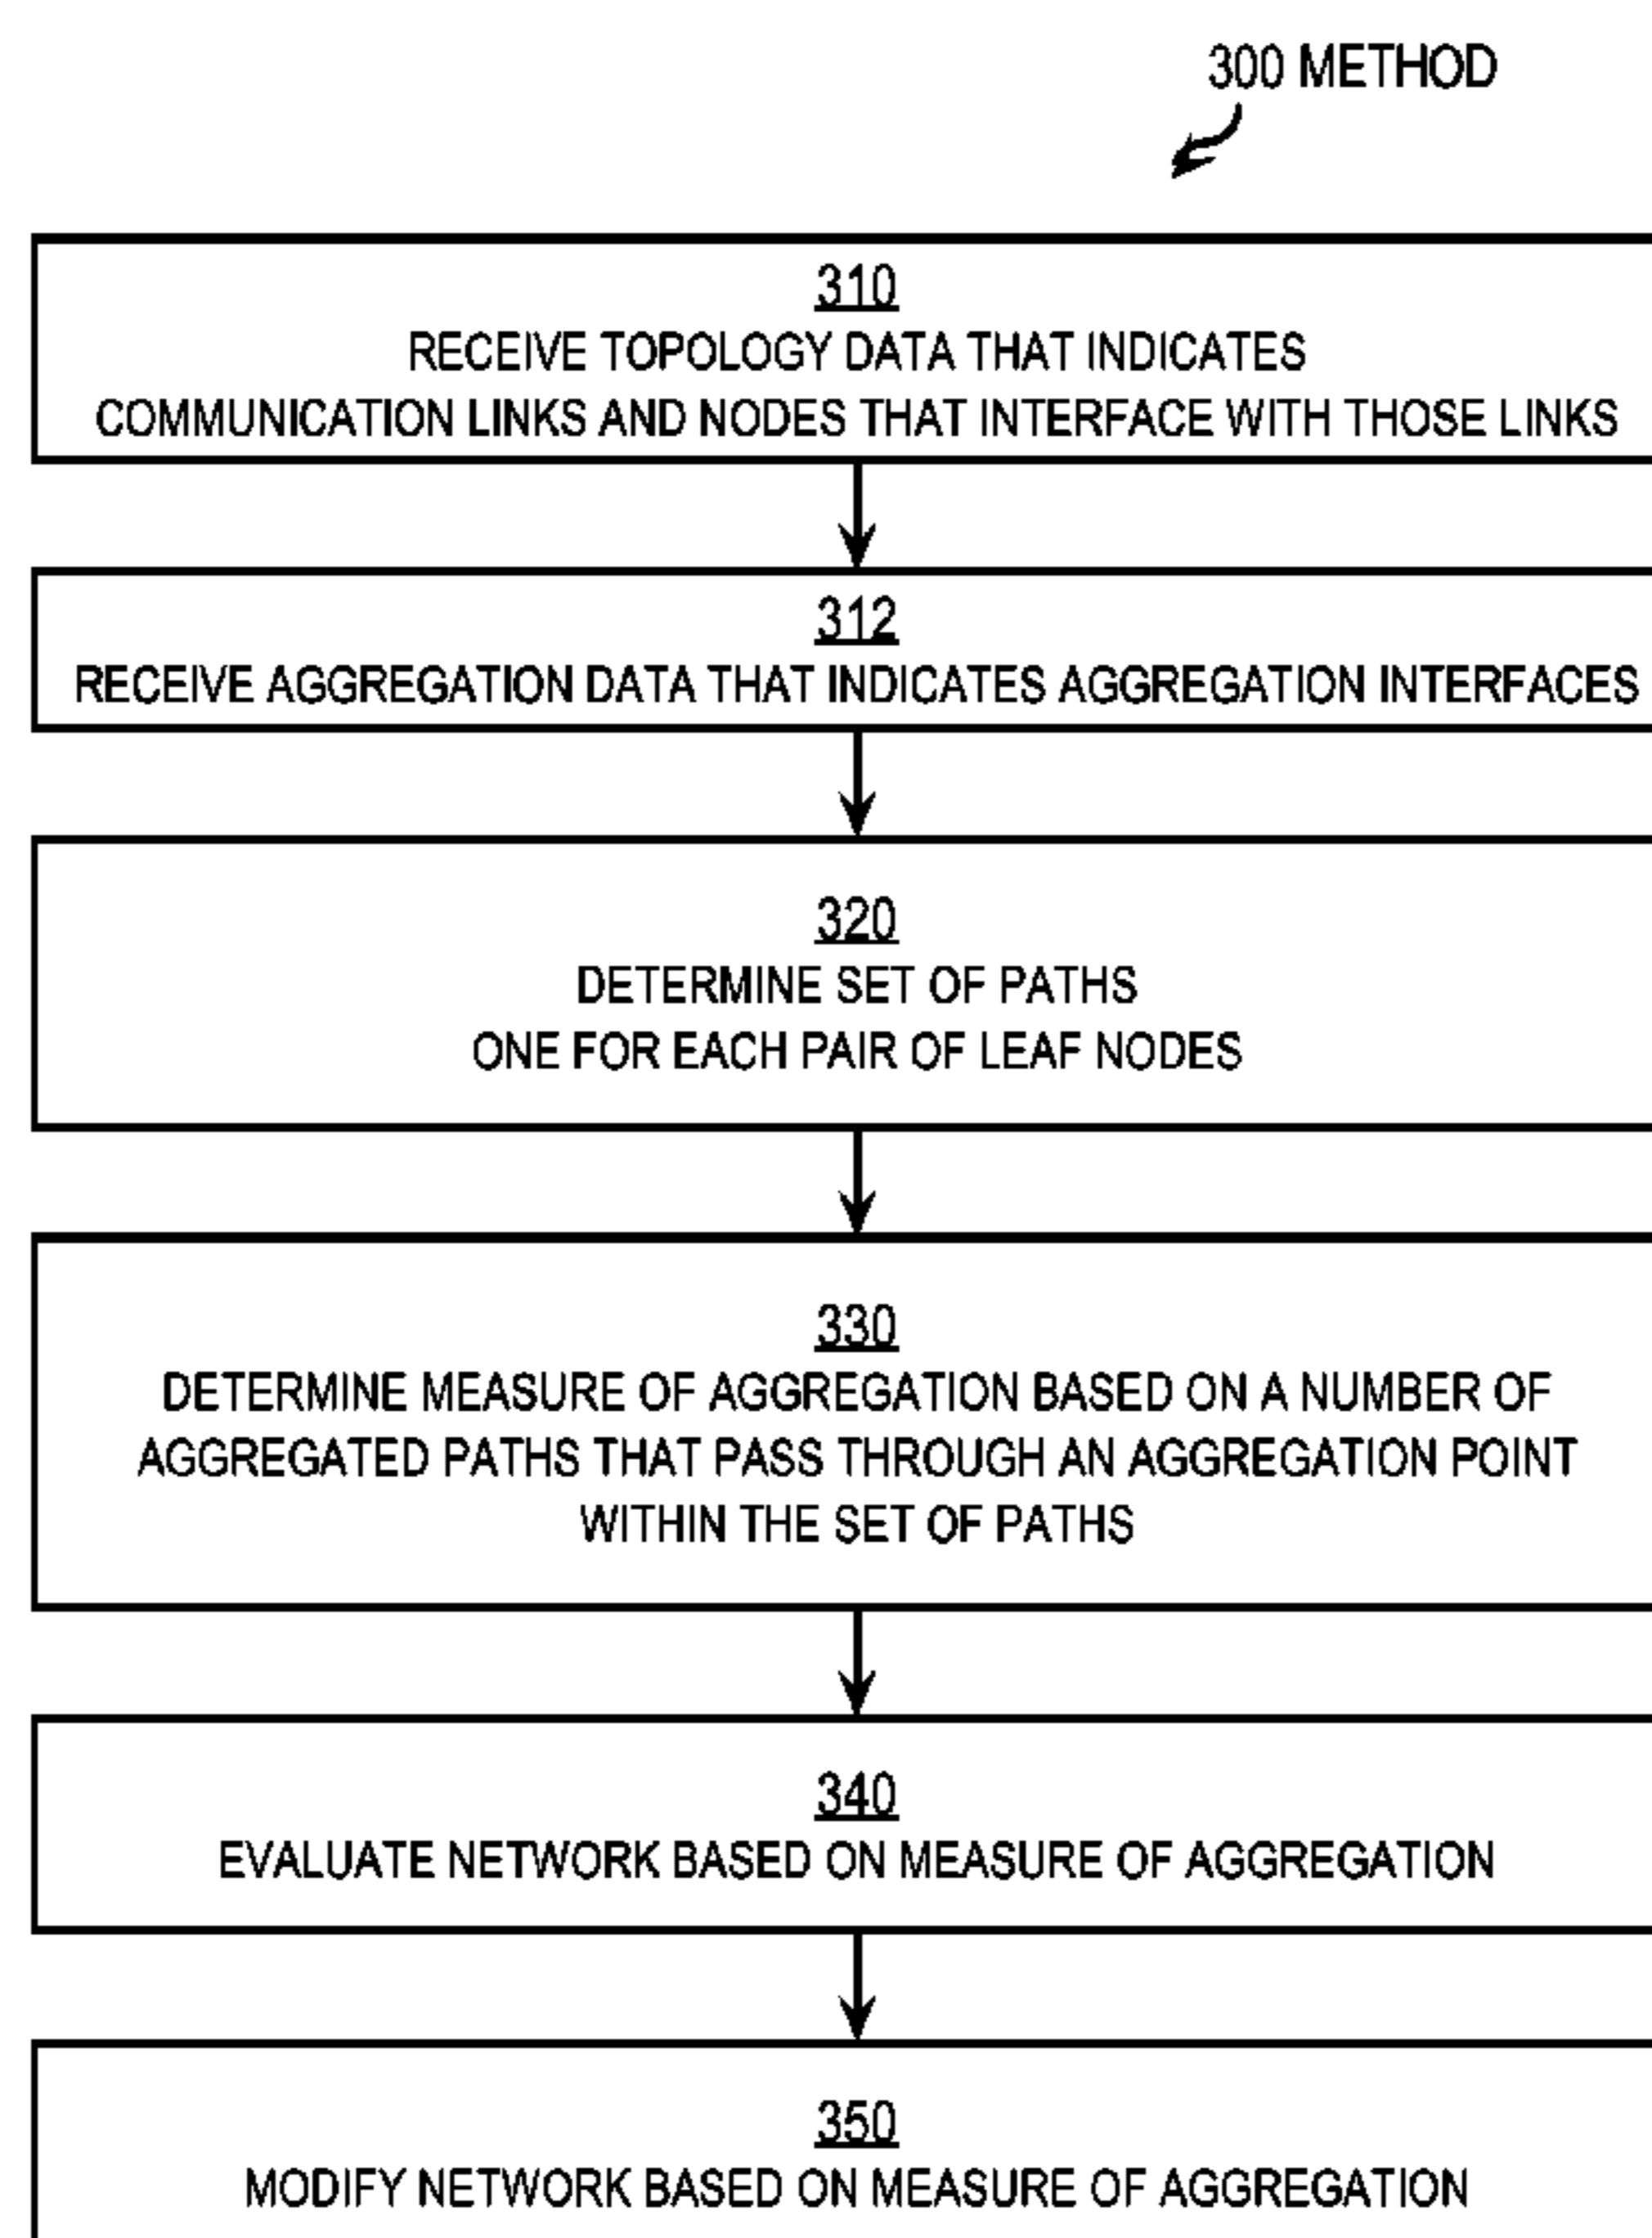 300 METHOD
310
RECEIVE TOPOLOGY DATA THAT INDICATES
COMMUNICATION LINKS AND NODES THAT INTERFACE WITH THOSE LINKS
312
RECEIVE AGGREGATION DATA THAT INDICATES AGGREGATION INTERFACES
320
DETERMINE SET OF PATHS
ONE FOR EACH PAIR OF LEAF NODES
330
DETERMINE MEASURE OF AGGREGATION BASED ON A NUMBER OF
AGGREGATED PATHS THAT PASS THROUGH AN AGGREGATION POINT
WITHIN THE SET OF PATHS
340
EVALUATE NETWORK BASED ON MEASURE OF AGGREGATION
350
MODIFY NETWORK BASED ON MEASURE OF AGGREGATION